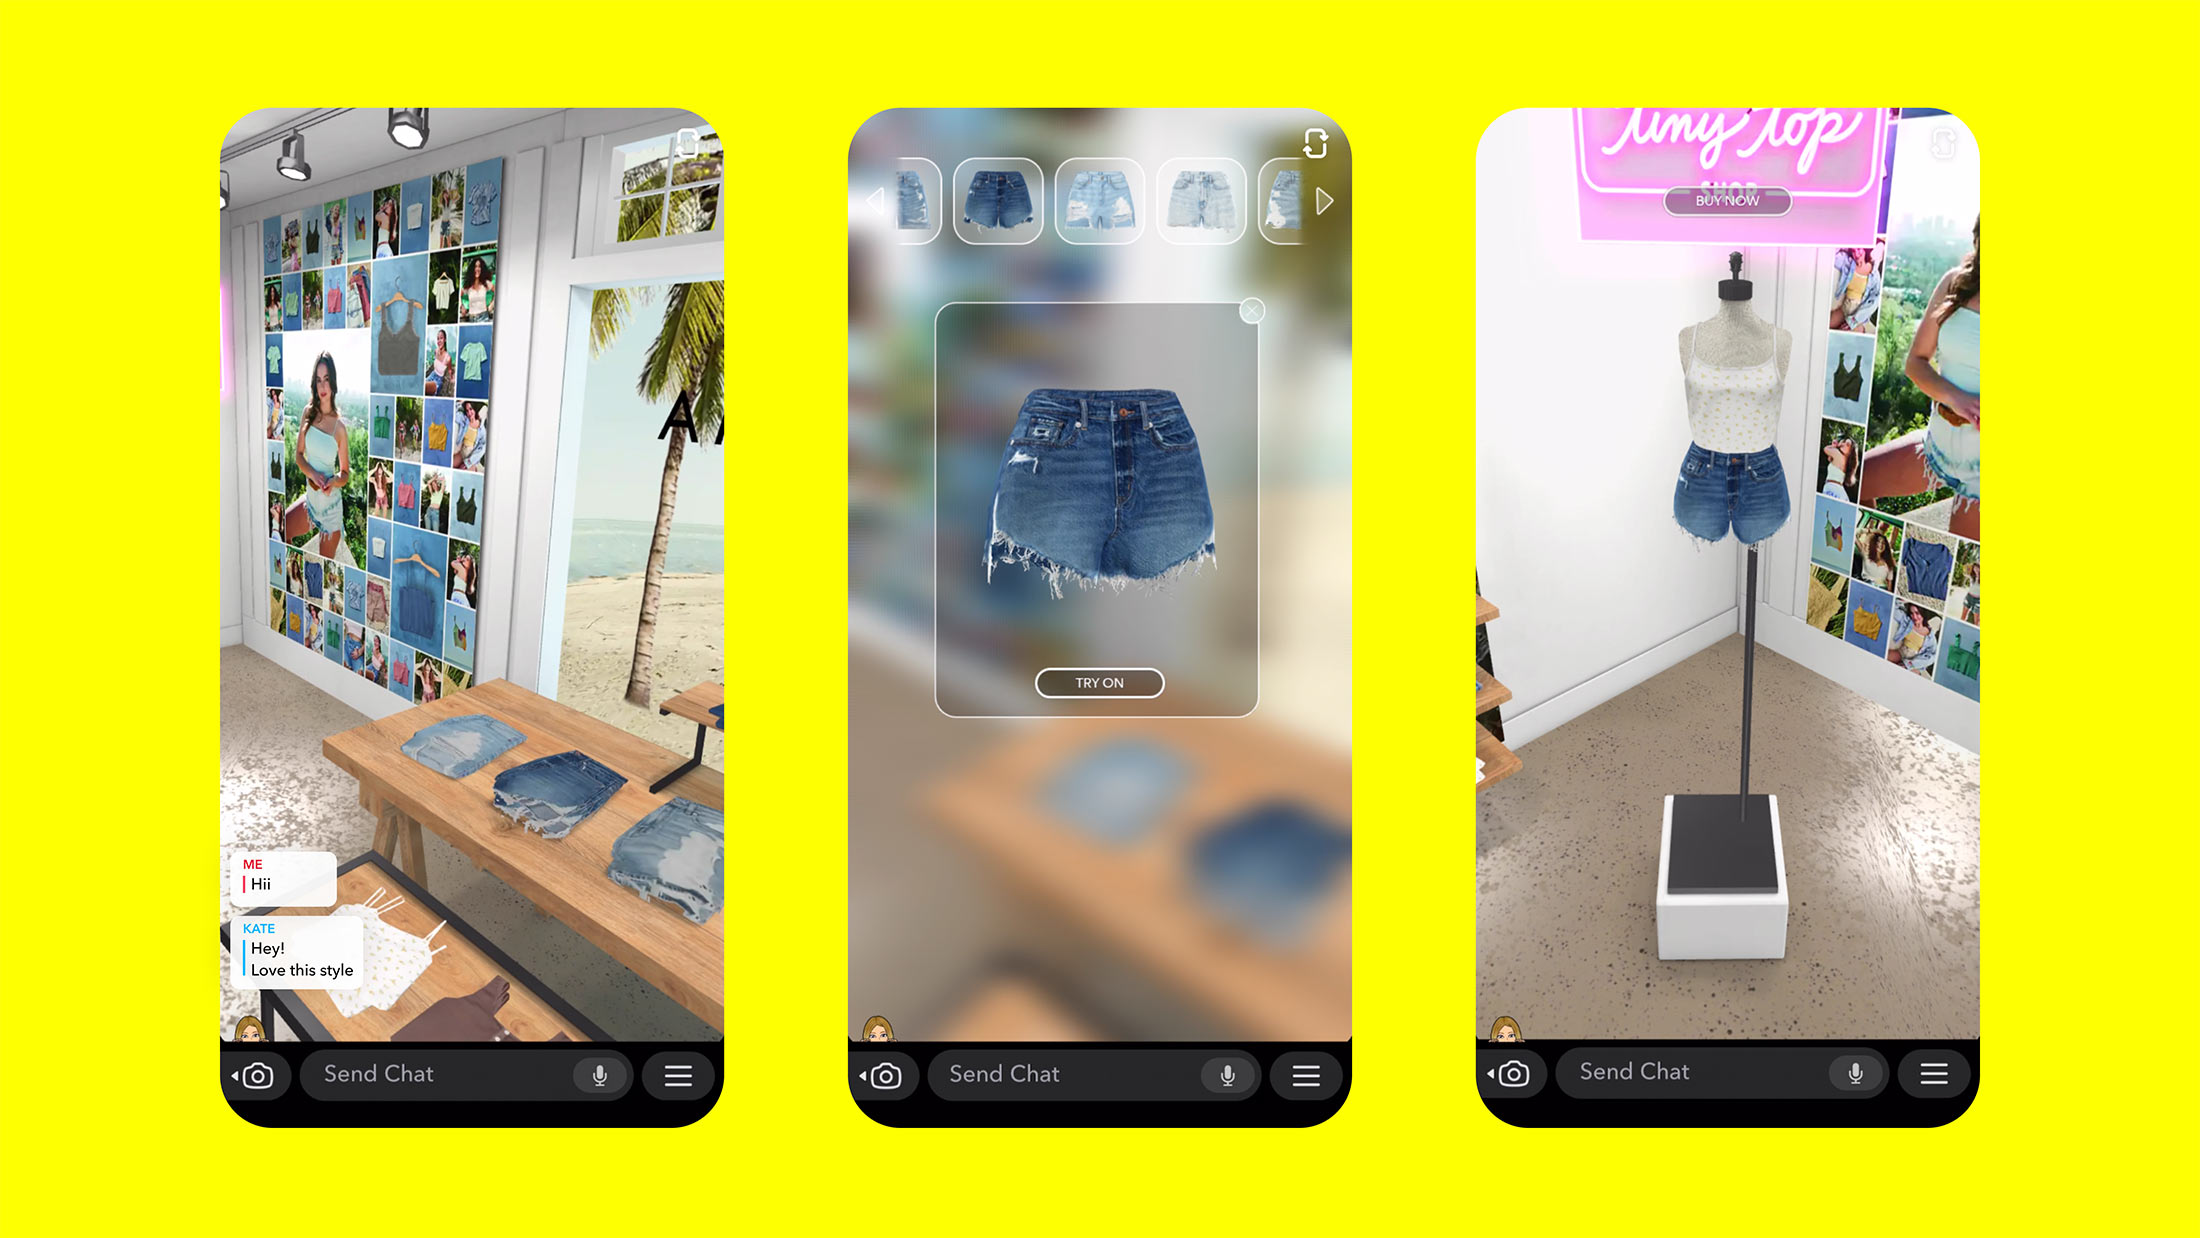 A
ME
Hii
KATE
Hey!
Love this style
Send Chat
TRY ON
Send Chat
tiny top
SHOP
BUY NOW
Send Chat